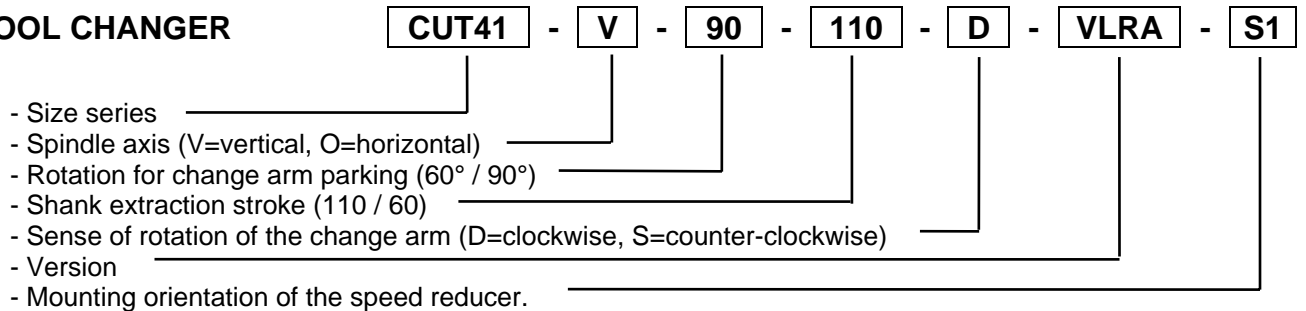 OOL CHANGER CUT41 - V - 90 - 110 - D - VLRA - S1
- Size series
- Spindle axis (V=vertical, O=horizontal)
- Rotation for change arm parking (60° / 90°)
- Shank extraction stroke (110 / 60)
- Sense of rotation of the change arm (D=clockwise, S=counter-clockwise)
- Version
- Mounting orientation of the speed reducer.